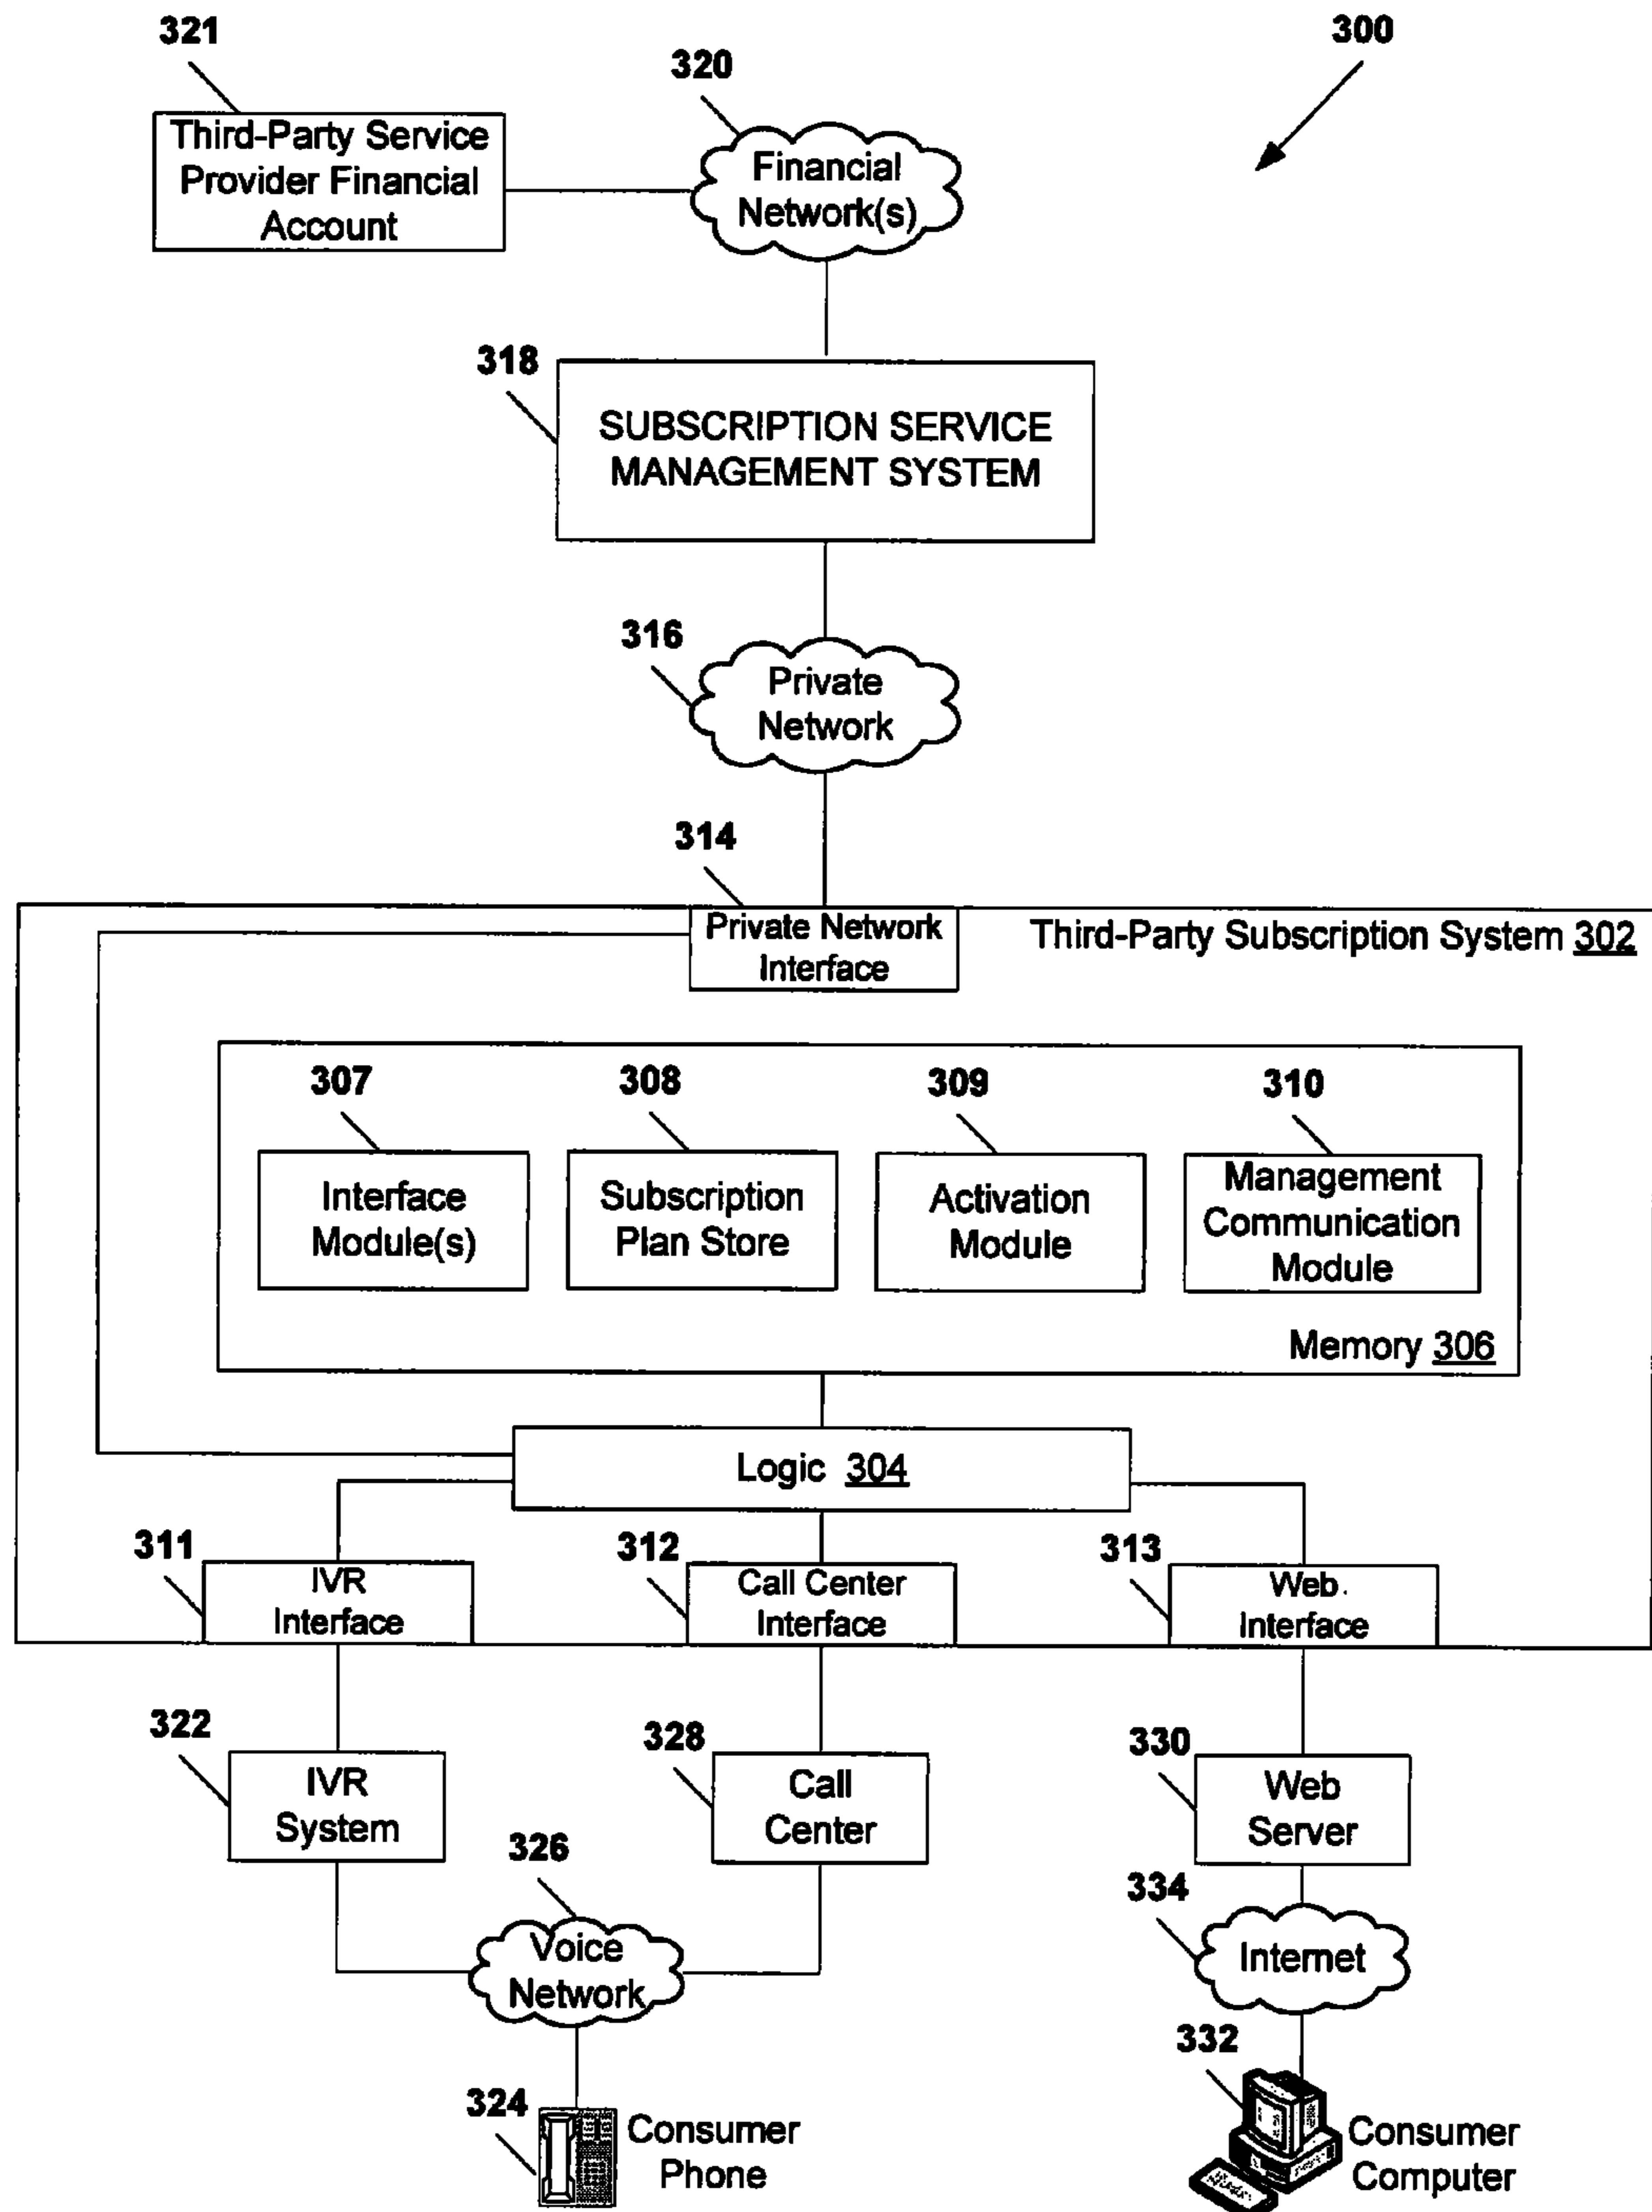 321
300
320
Third-Party Service
Provider Financial
Account
Financial
Network(s)
318
SUBSCRIPTION SERVICE
MANAGEMENT SYSTEM
316
Private
Network
314
Private Network
Interface
Third-Party Subscription System 302
307
308
309
310
Interface
Module(s)
Subscription
Plan Store
Activation
Module
Management
Communication
Module
Memory 306
Logic 304
311
312
313
IVR
Interface
Call Center
Interface
Web
Interface
322
328
330
IVR
System
Call
Center
Web
Server
326
334
Voice
Network
Internet
332
324
Consumer
Phone
Consumer
Computer